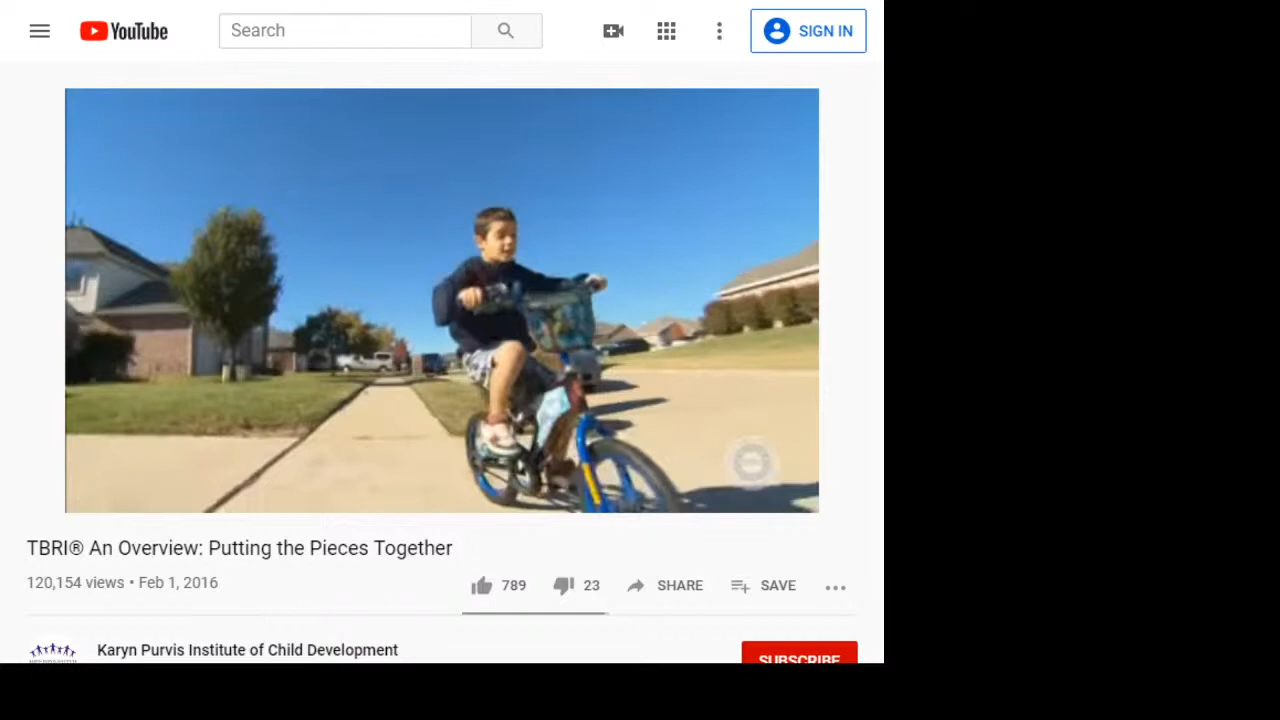 YouTube
Search
SIGN IN
TBRI® An Overview: Putting the Pieces Together
120,154 views • Feb 1, 2016
789
23
SHARE
SAVE
Karyn Purvis Institute of Child Development
SUBSCRIBE